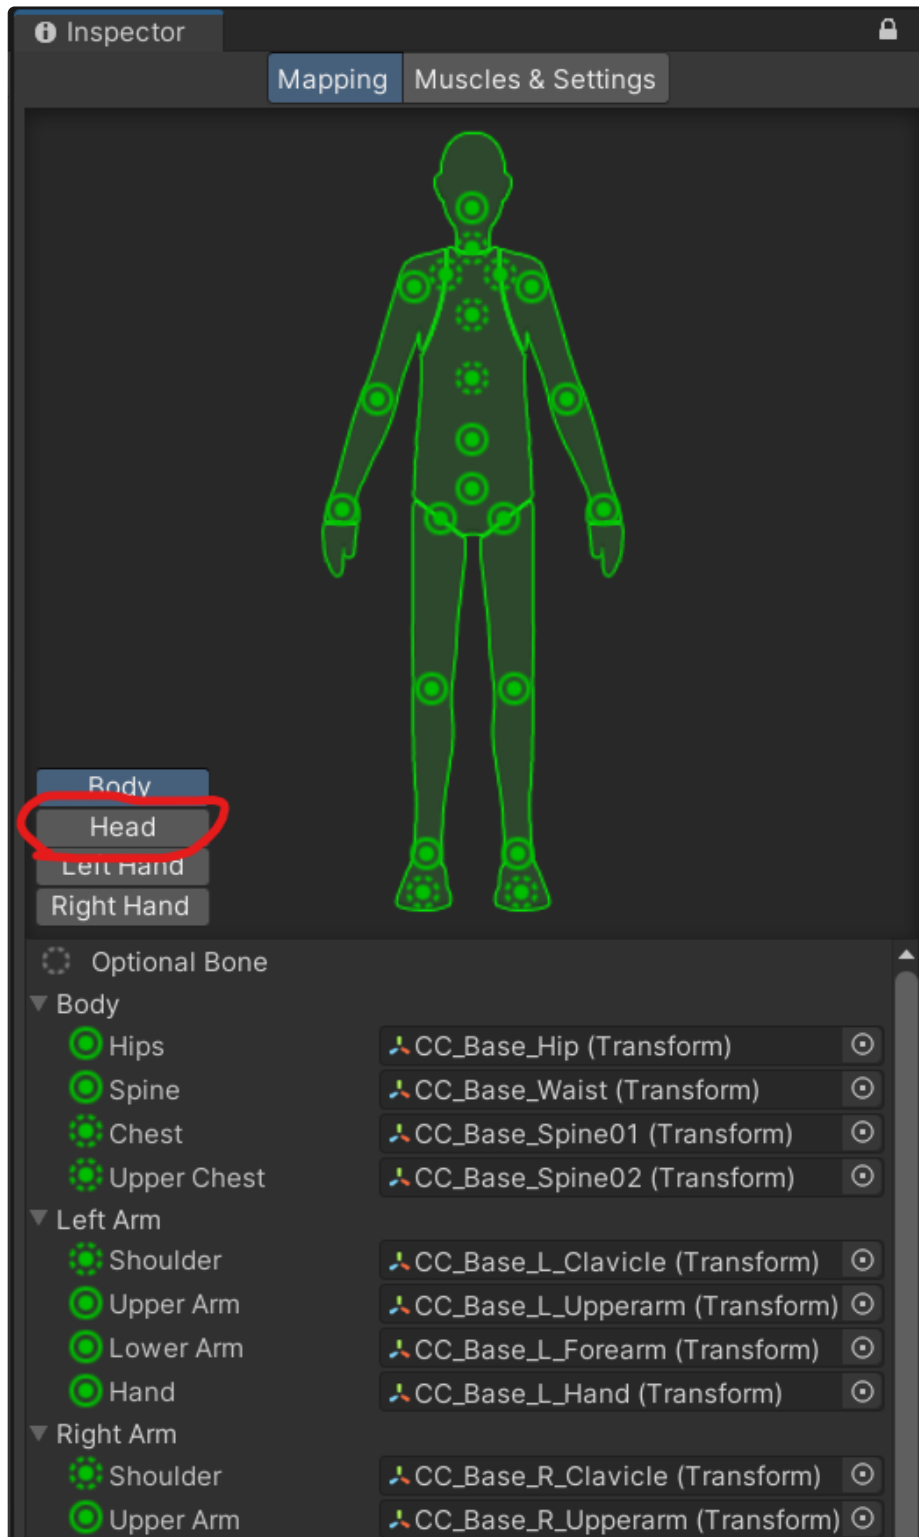 Inspector
Mapping Muscles & Settings
Body
Head
Left Hand
Right Hand
Optional Bone
Body
Hips CC_Base_Hip (Transform)
Spine CC_Base_Waist (Transform)
Chest CC_Base_Spine01 (Transform)
Upper Chest CC_Base_Spine02 (Transform)
Left Arm
Shoulder CC_Base_L_Clavicle (Transform)
Upper Arm CC_Base_L_Upperarm (Transform)
Lower Arm CC_Base_L_Forearm (Transform)
Hand CC_Base_L_Hand (Transform)
Right Arm
Shoulder CC_Base_R_Clavicle (Transform)
Upper Arm CC_Base_R_Upperarm (Transform)